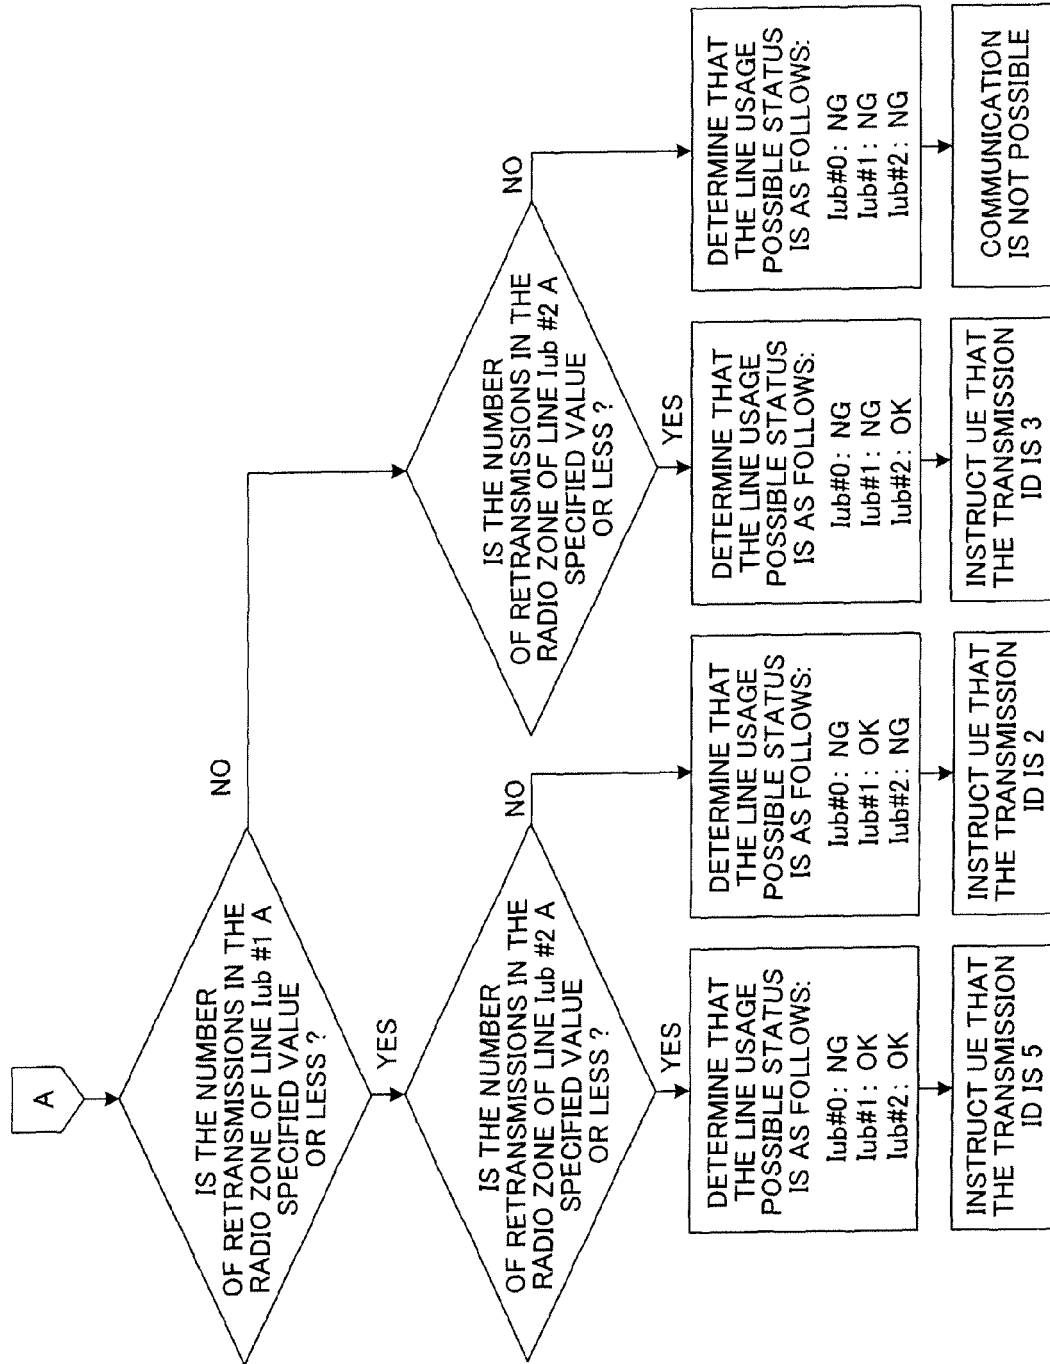 A
IS THE NUMBER
OF RETRANSMISSIONS IN THE
RADIO ZONE OF LINE Iub #1 A
SPECIFIED VALUE
OR LESS ?
NO
YES
IS THE NUMBER
OF RETRANSMISSIONS IN THE
RADIO ZONE OF LINE Iub #2 A
SPECIFIED VALUE
OR LESS ?
NO
YES
IS THE NUMBER
OF RETRANSMISSIONS IN THE
RADIO ZONE OF LINE Iub #2 A
SPECIFIED VALUE
OR LESS ?
NO
YES
DETERMINE THAT
THE LINE USAGE
POSSIBLE STATUS
IS AS FOLLOWS:
Iub#0: NG
Iub#1: OK
Iub#2: OK
DETERMINE THAT
THE LINE USAGE
POSSIBLE STATUS
IS AS FOLLOWS:
Iub#0: NG
Iub#1: OK
Iub#2: NG
DETERMINE THAT
THE LINE USAGE
POSSIBLE STATUS
IS AS FOLLOWS:
Iub#0: NG
Iub#1: NG
Iub#2: OK
DETERMINE THAT
THE LINE USAGE
POSSIBLE STATUS
IS AS FOLLOWS:
Iub#0: NG
Iub#1: NG
Iub#2: NG
INSTRUCT UE THAT
THE TRANSMISSION
ID IS 5
INSTRUCT UE THAT
THE TRANSMISSION
ID IS 2
INSTRUCT UE THAT
THE TRANSMISSION
ID IS 3
COMMUNICATION
IS NOT POSSIBLE